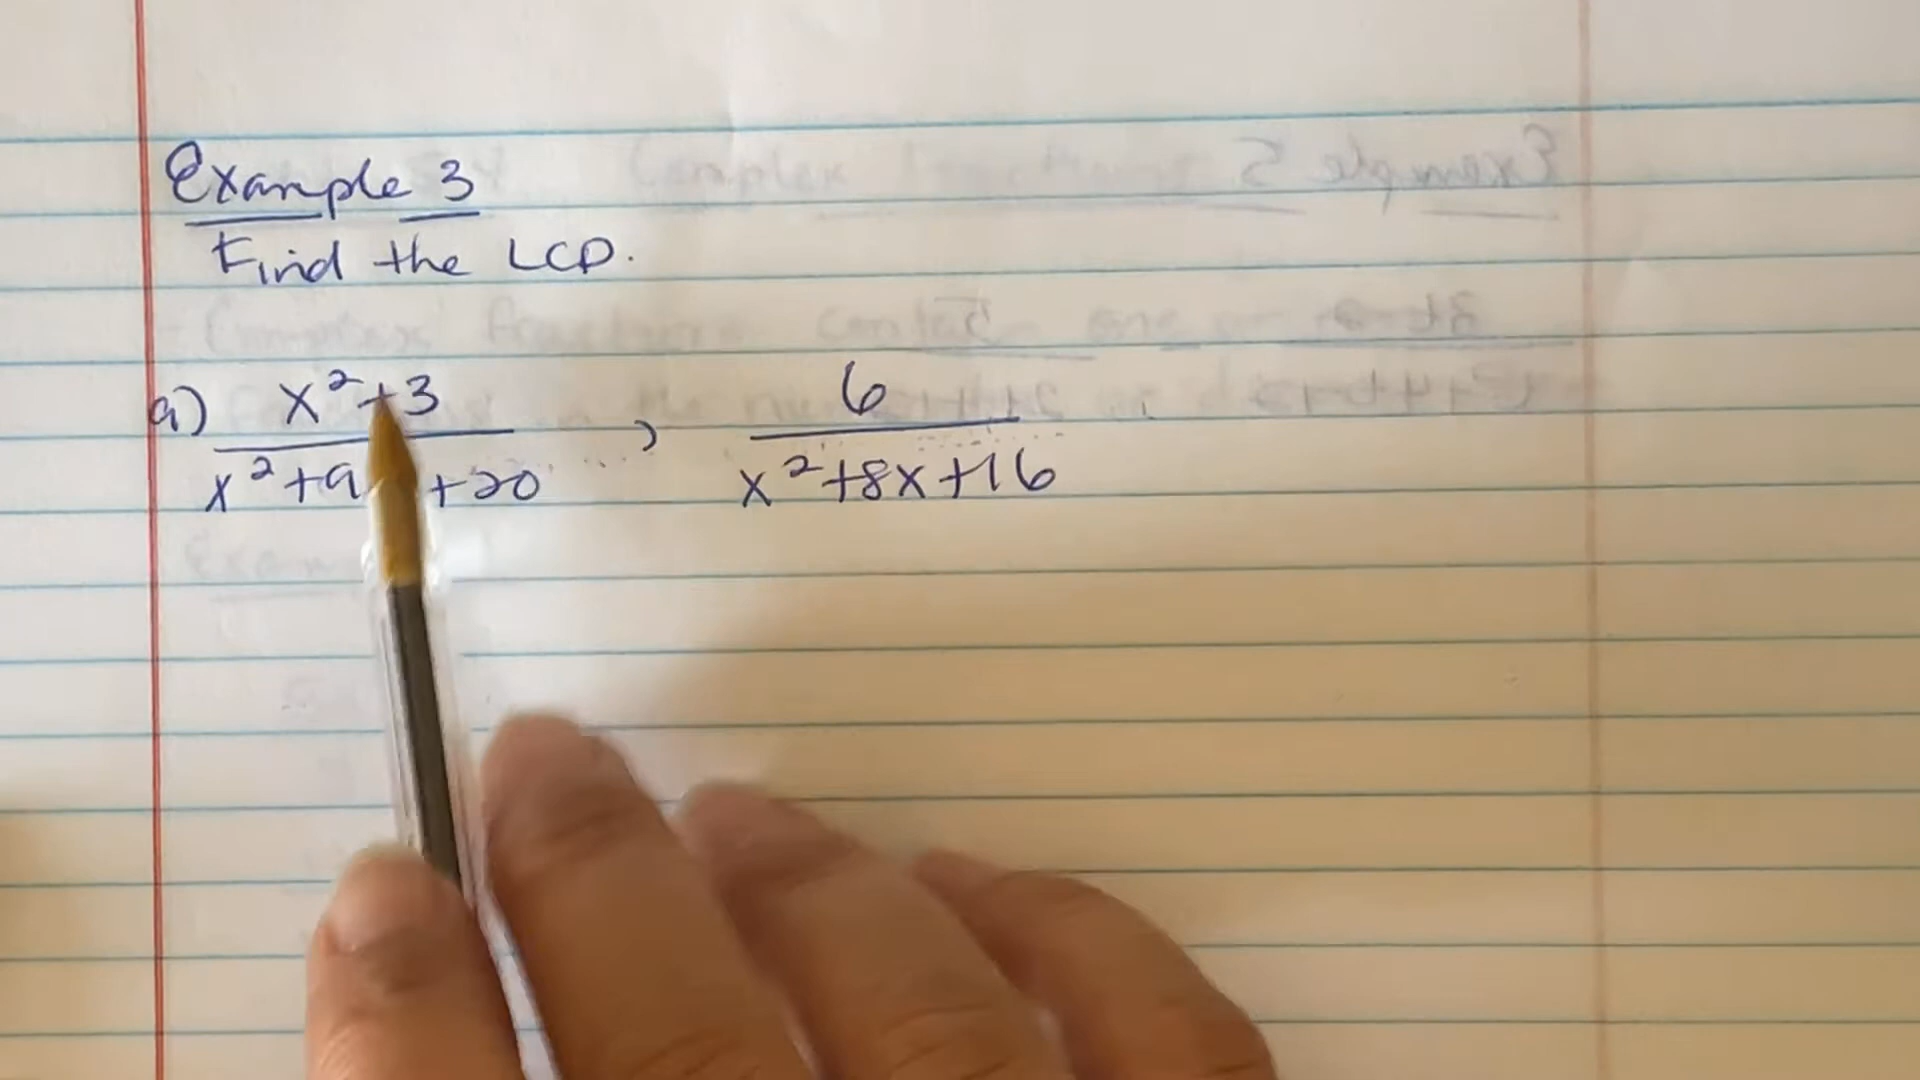 Example 3
Find the LCD.
a) x²+3 , 6
x²+9 +20 x²+8x+16